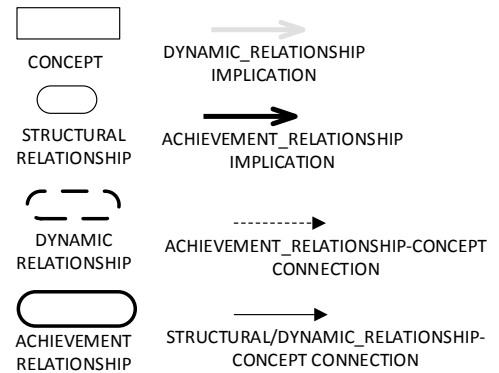 CONCEPT
DYNAMIC_RELATIONSHIP
IMPLICATION
STRUCTURAL
RELATIONSHIP
ACHIEVEMENT_RELATIONSHIP
IMPLICATION
DYNAMIC
RELATIONSHIP
ACHIEVEMENT_RELATIONSHIP-CONCEPT
CONNECTION
ACHIEVEMENT
RELATIONSHIP
STRUCTURAL/DYNAMIC_RELATIONSHIP-
CONCEPT CONNECTION